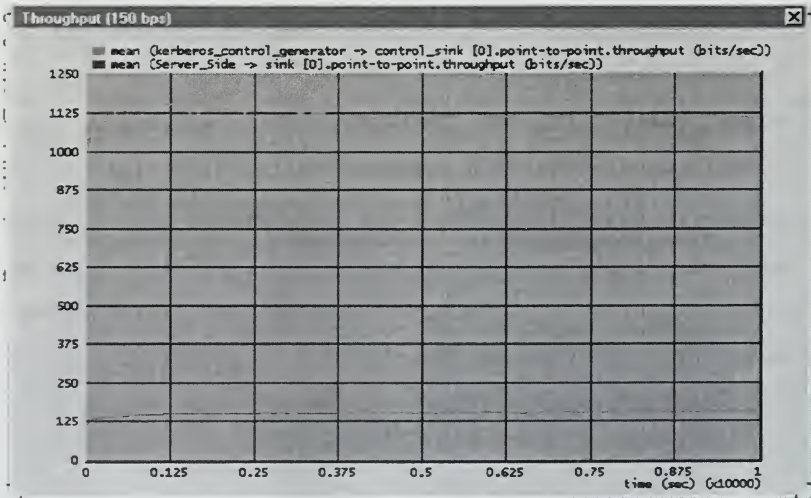 Throughput (150 bps)
mean (kerberos_control_generator -> control_sink [0].point-to-point.throughput (bits/sec))
mean (Server_Side -> sink [0].point-to-point.throughput (bits/sec))
1250
1125
1000
875
750
625
500
375
250
125
0
0 0.125 0.25 0.375 0.5 0.625 0.75 0.875 1
time (sec) (x10000)